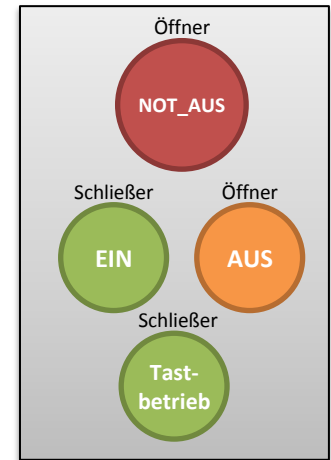 Öffner
NOT_AUS
Schließer
Öffner
EIN
AUS
Schließer
Tast-
betrieb